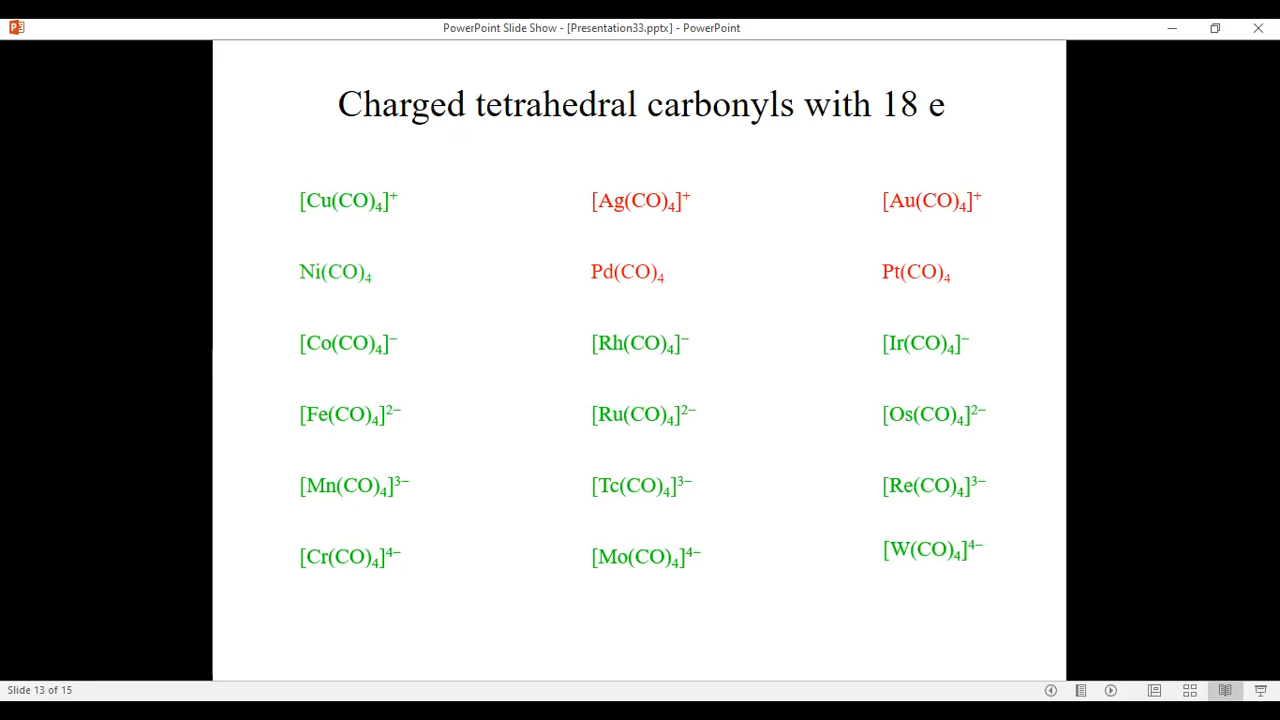 PowerPoint Slide Show - [Presentation33.pptx] - PowerPoint
Charged tetrahedral carbonyls with 18 e
[Cu(CO)₄]⁺ [Ag(CO)₄]⁺ [Au(CO)₄]⁺
Ni(CO)₄ Pd(CO)₄ Pt(CO)₄
[Co(CO)₄]⁻ [Rh(CO)₄]⁻ [Ir(CO)₄]⁻
[Fe(CO)₄]²⁻ [Ru(CO)₄]²⁻ [Os(CO)₄]²⁻
[Mn(CO)₄]³⁻ [Tc(CO)₄]³⁻ [Re(CO)₄]³⁻
[Cr(CO)₄]⁴⁻ [Mo(CO)₄]⁴⁻ [W(CO)₄]⁴⁻
Slide 13 of 15